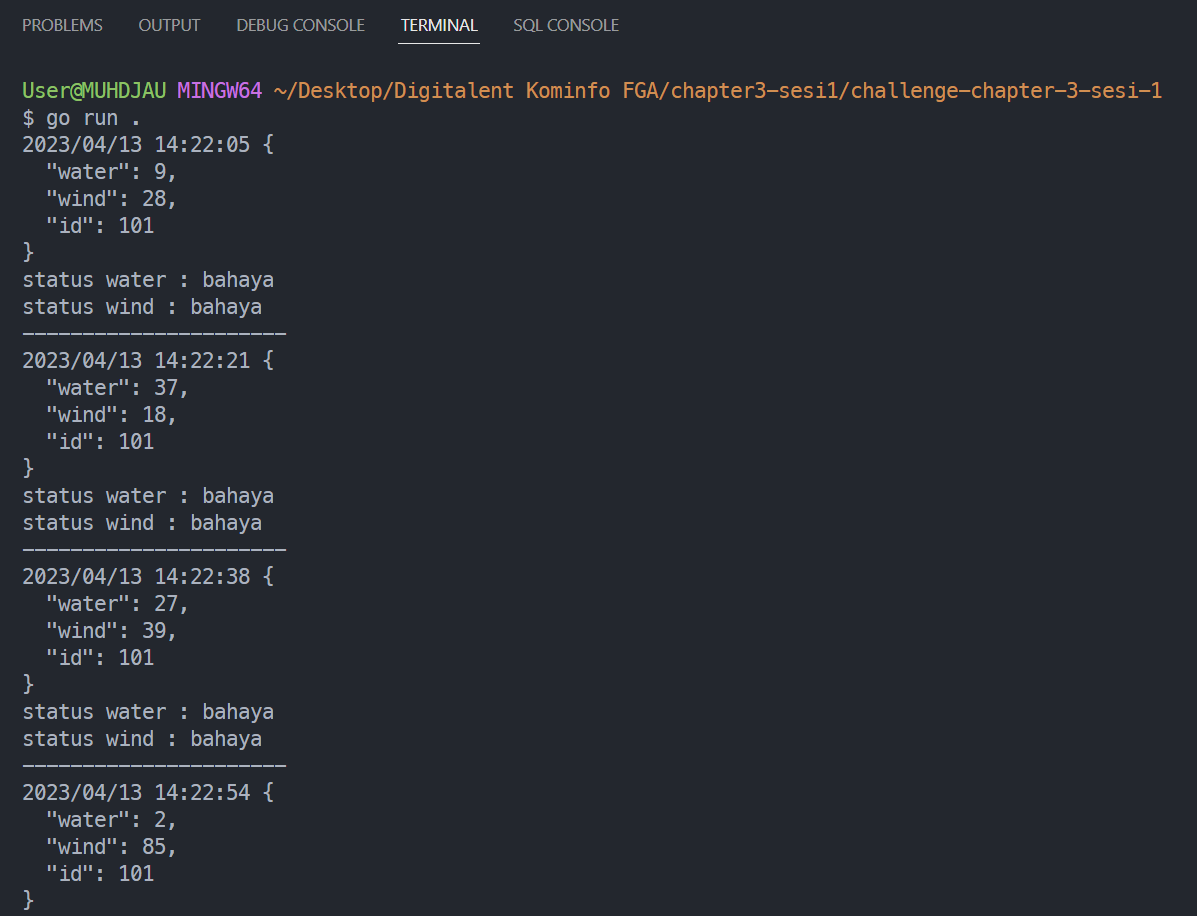 PROBLEMS OUTPUT DEBUG CONSOLE TERMINAL SQL CONSOLE
User@MUHDJAU MINGW64 ~/Desktop/Digitalent Kominfo FGA/chapter3-sesi1/challenge-chapter-3-sesi-1
$ go run .
2023/04/13 14:22:05 {
  "water": 9,
  "wind": 28,
  "id": 101
}
status water : bahaya
status wind : bahaya
----------------------
2023/04/13 14:22:21 {
  "water": 37,
  "wind": 18,
  "id": 101
}
status water : bahaya
status wind : bahaya
----------------------
2023/04/13 14:22:38 {
  "water": 27,
  "wind": 39,
  "id": 101
}
status water : bahaya
status wind : bahaya
----------------------
2023/04/13 14:22:54 {
  "water": 2,
  "wind": 85,
  "id": 101
}